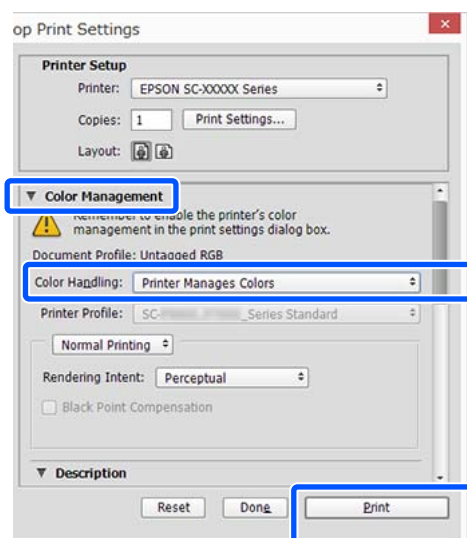 op Print Settings
Printer Setup
Printer: EPSON SC-XXXXX Series
Copies: 1 Print Settings...
Layout:
Color Management
Remember to enable the printer's color
management in the print settings dialog box.
Document Profile: Untagged RGB
Color Handling: Printer Manages Colors
Printer Profile: SC- _Series Standard
Normal Printing
Rendering Intent: Perceptual
Black Point Compensation
Description
Reset Done Print